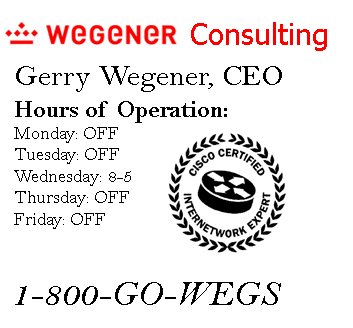 WEGENER Consulting
Gerry Wegener, CEO
Hours of Operation:
Monday: OFF
Tuesday: OFF
Wednesday: 8-5
Thursday: OFF
Friday: OFF
CISCO CERTIFIED
INTERNETWORK EXPERT
1-800-GO-WEGS